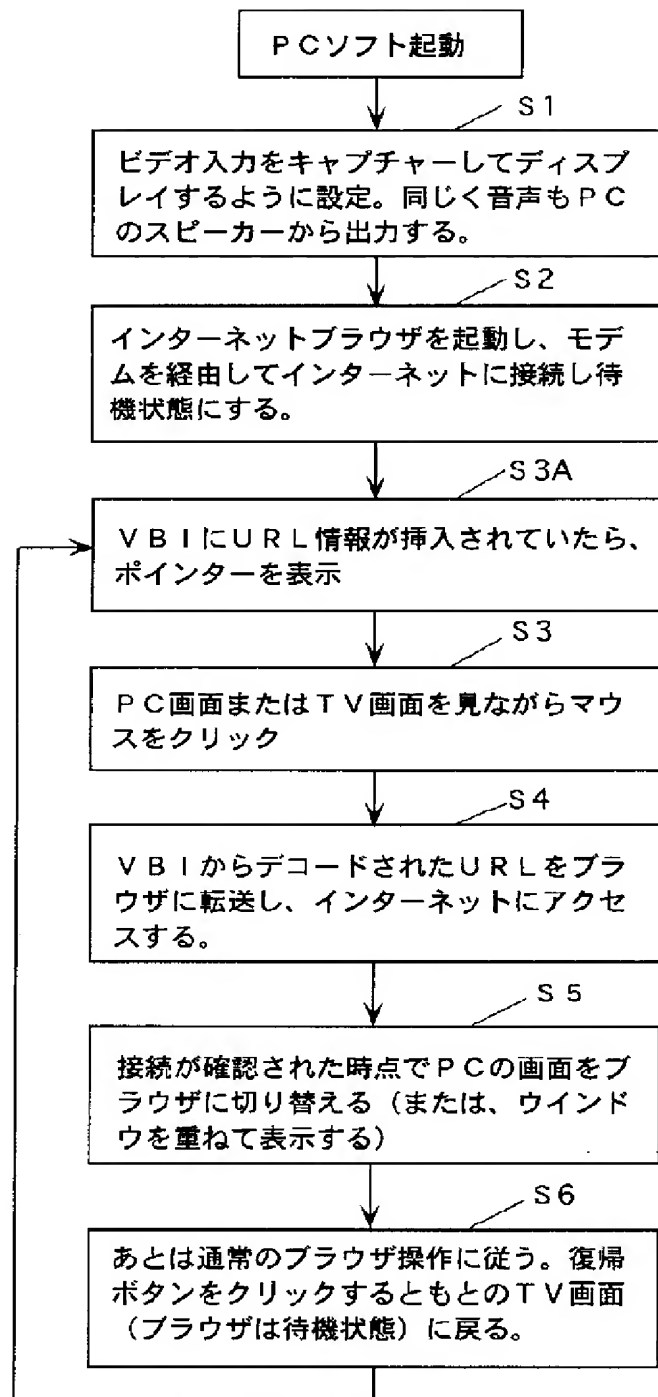 PCソフト起動
S1
ビデオ入力をキャプチャーしてディスプ
レイするように設定。同じく音声もPC
のスピーカーから出力する。
S2
インターネットブラウザを起動し、モデ
ムを経由してインターネットに接続し待
機状態にする。
S3A
VBIにURL情報が挿入されていたら、
ポインターを表示
S3
PC画面またはTV画面を見ながらマウ
スをクリック
S4
VBIからデコードされたURLをブラ
ウザに転送し、インターネットにアクセ
スする。
S5
接続が確認された時点でPCの画面をブ
ラウザに切り替える(または、ウインド
ウを重ねて表示する)
S6
あとは通常のブラウザ操作に従う。復帰
ボタンをクリックするともとのTV画面
(ブラウザは待機状態)に戻る。